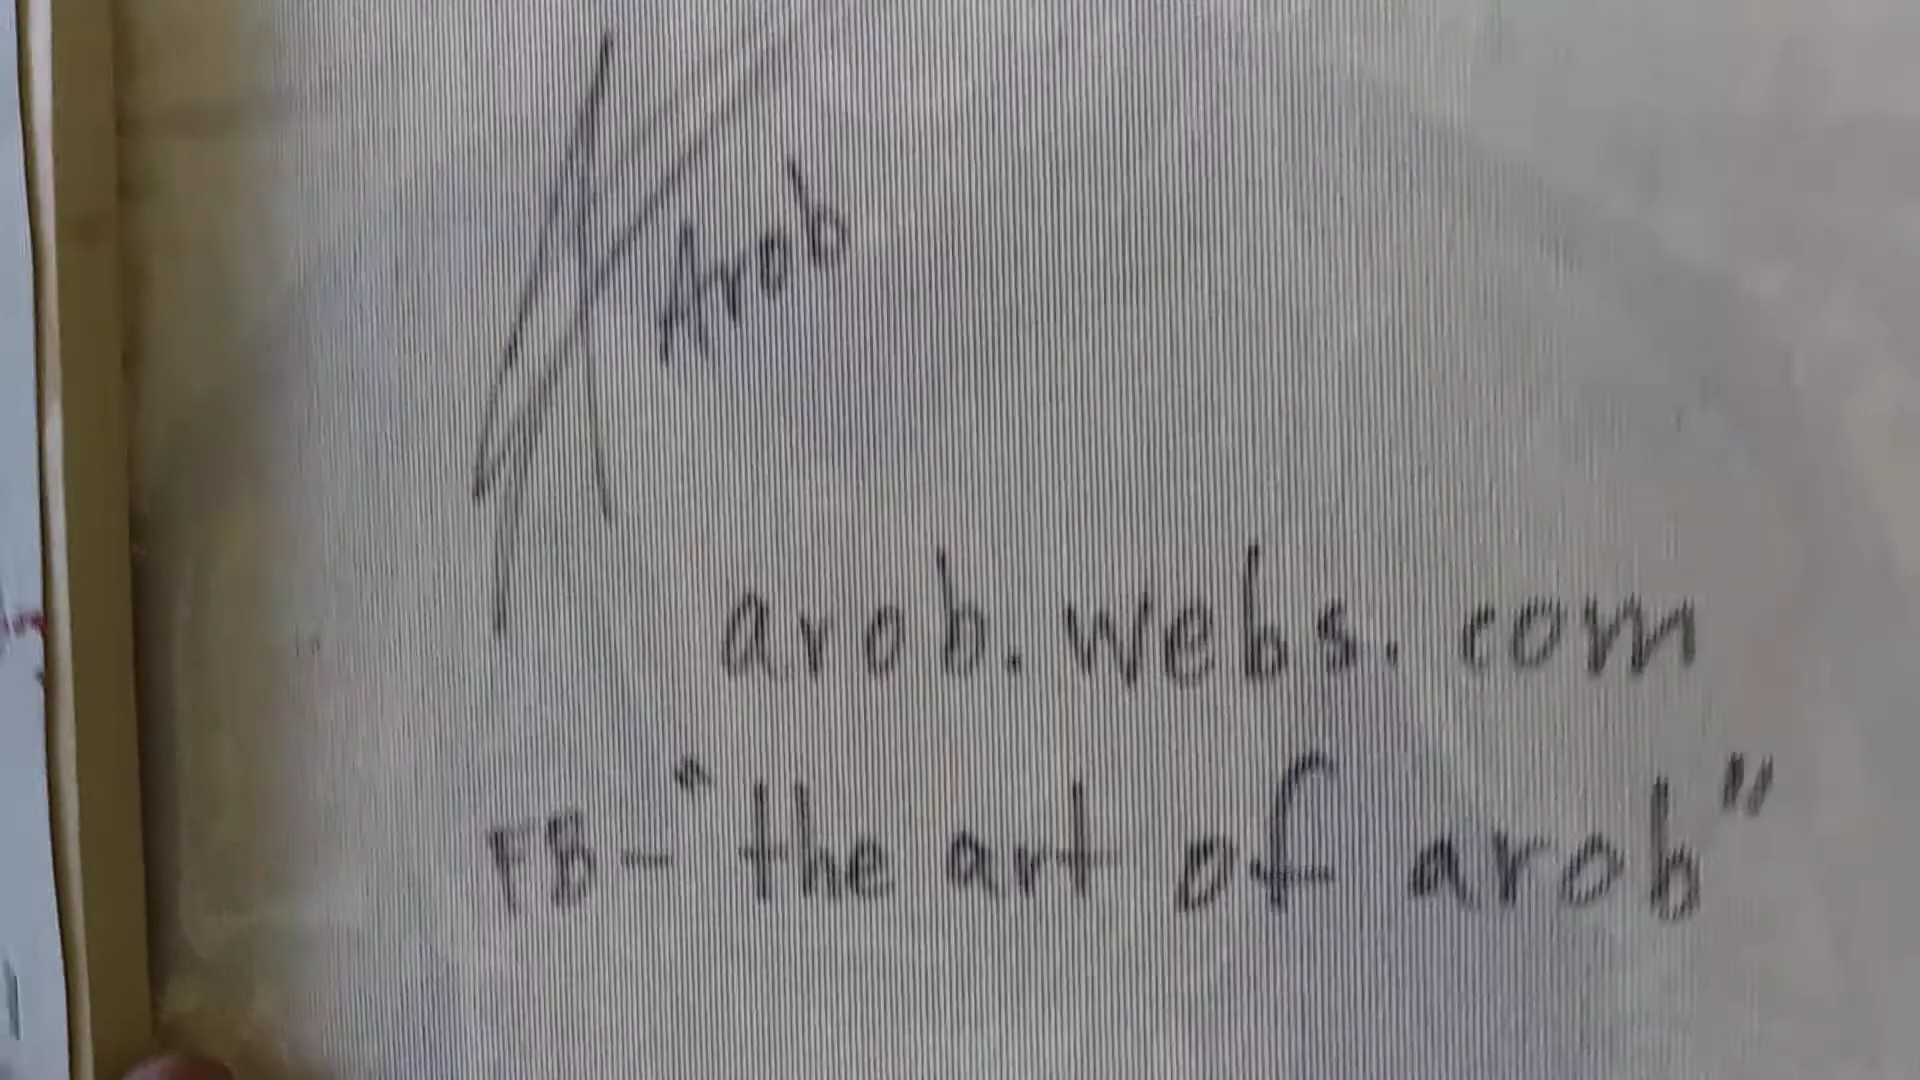 Arob
arob.webs.com
FB - "the art of arob"